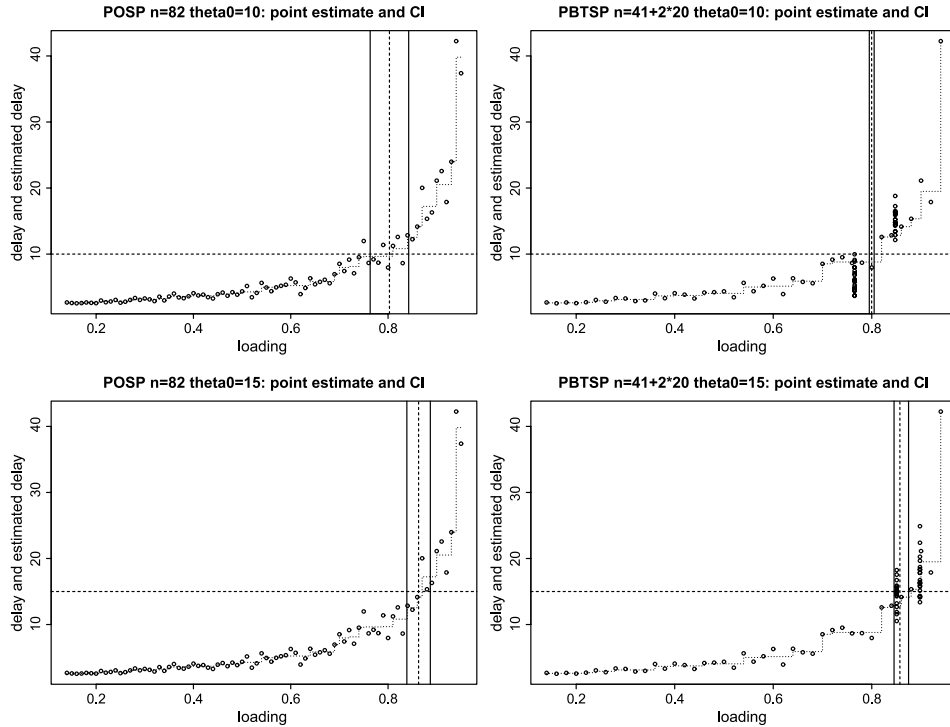 POSP n=82 theta0=10: point estimate and CI
delay and estimated delay
40
30
20
10
0.2 0.4 0.6 0.8
loading
PBTSP n=41+2*20 theta0=10: point estimate and CI
delay and estimated delay
40
30
20
10
0.2 0.4 0.6 0.8
loading
POSP n=82 theta0=15: point estimate and CI
delay and estimated delay
40
30
20
10
0.2 0.4 0.6 0.8
loading
PBTSP n=41+2*20 theta0=15: point estimate and CI
delay and estimated delay
40
30
20
10
0.2 0.4 0.6 0.8
loading